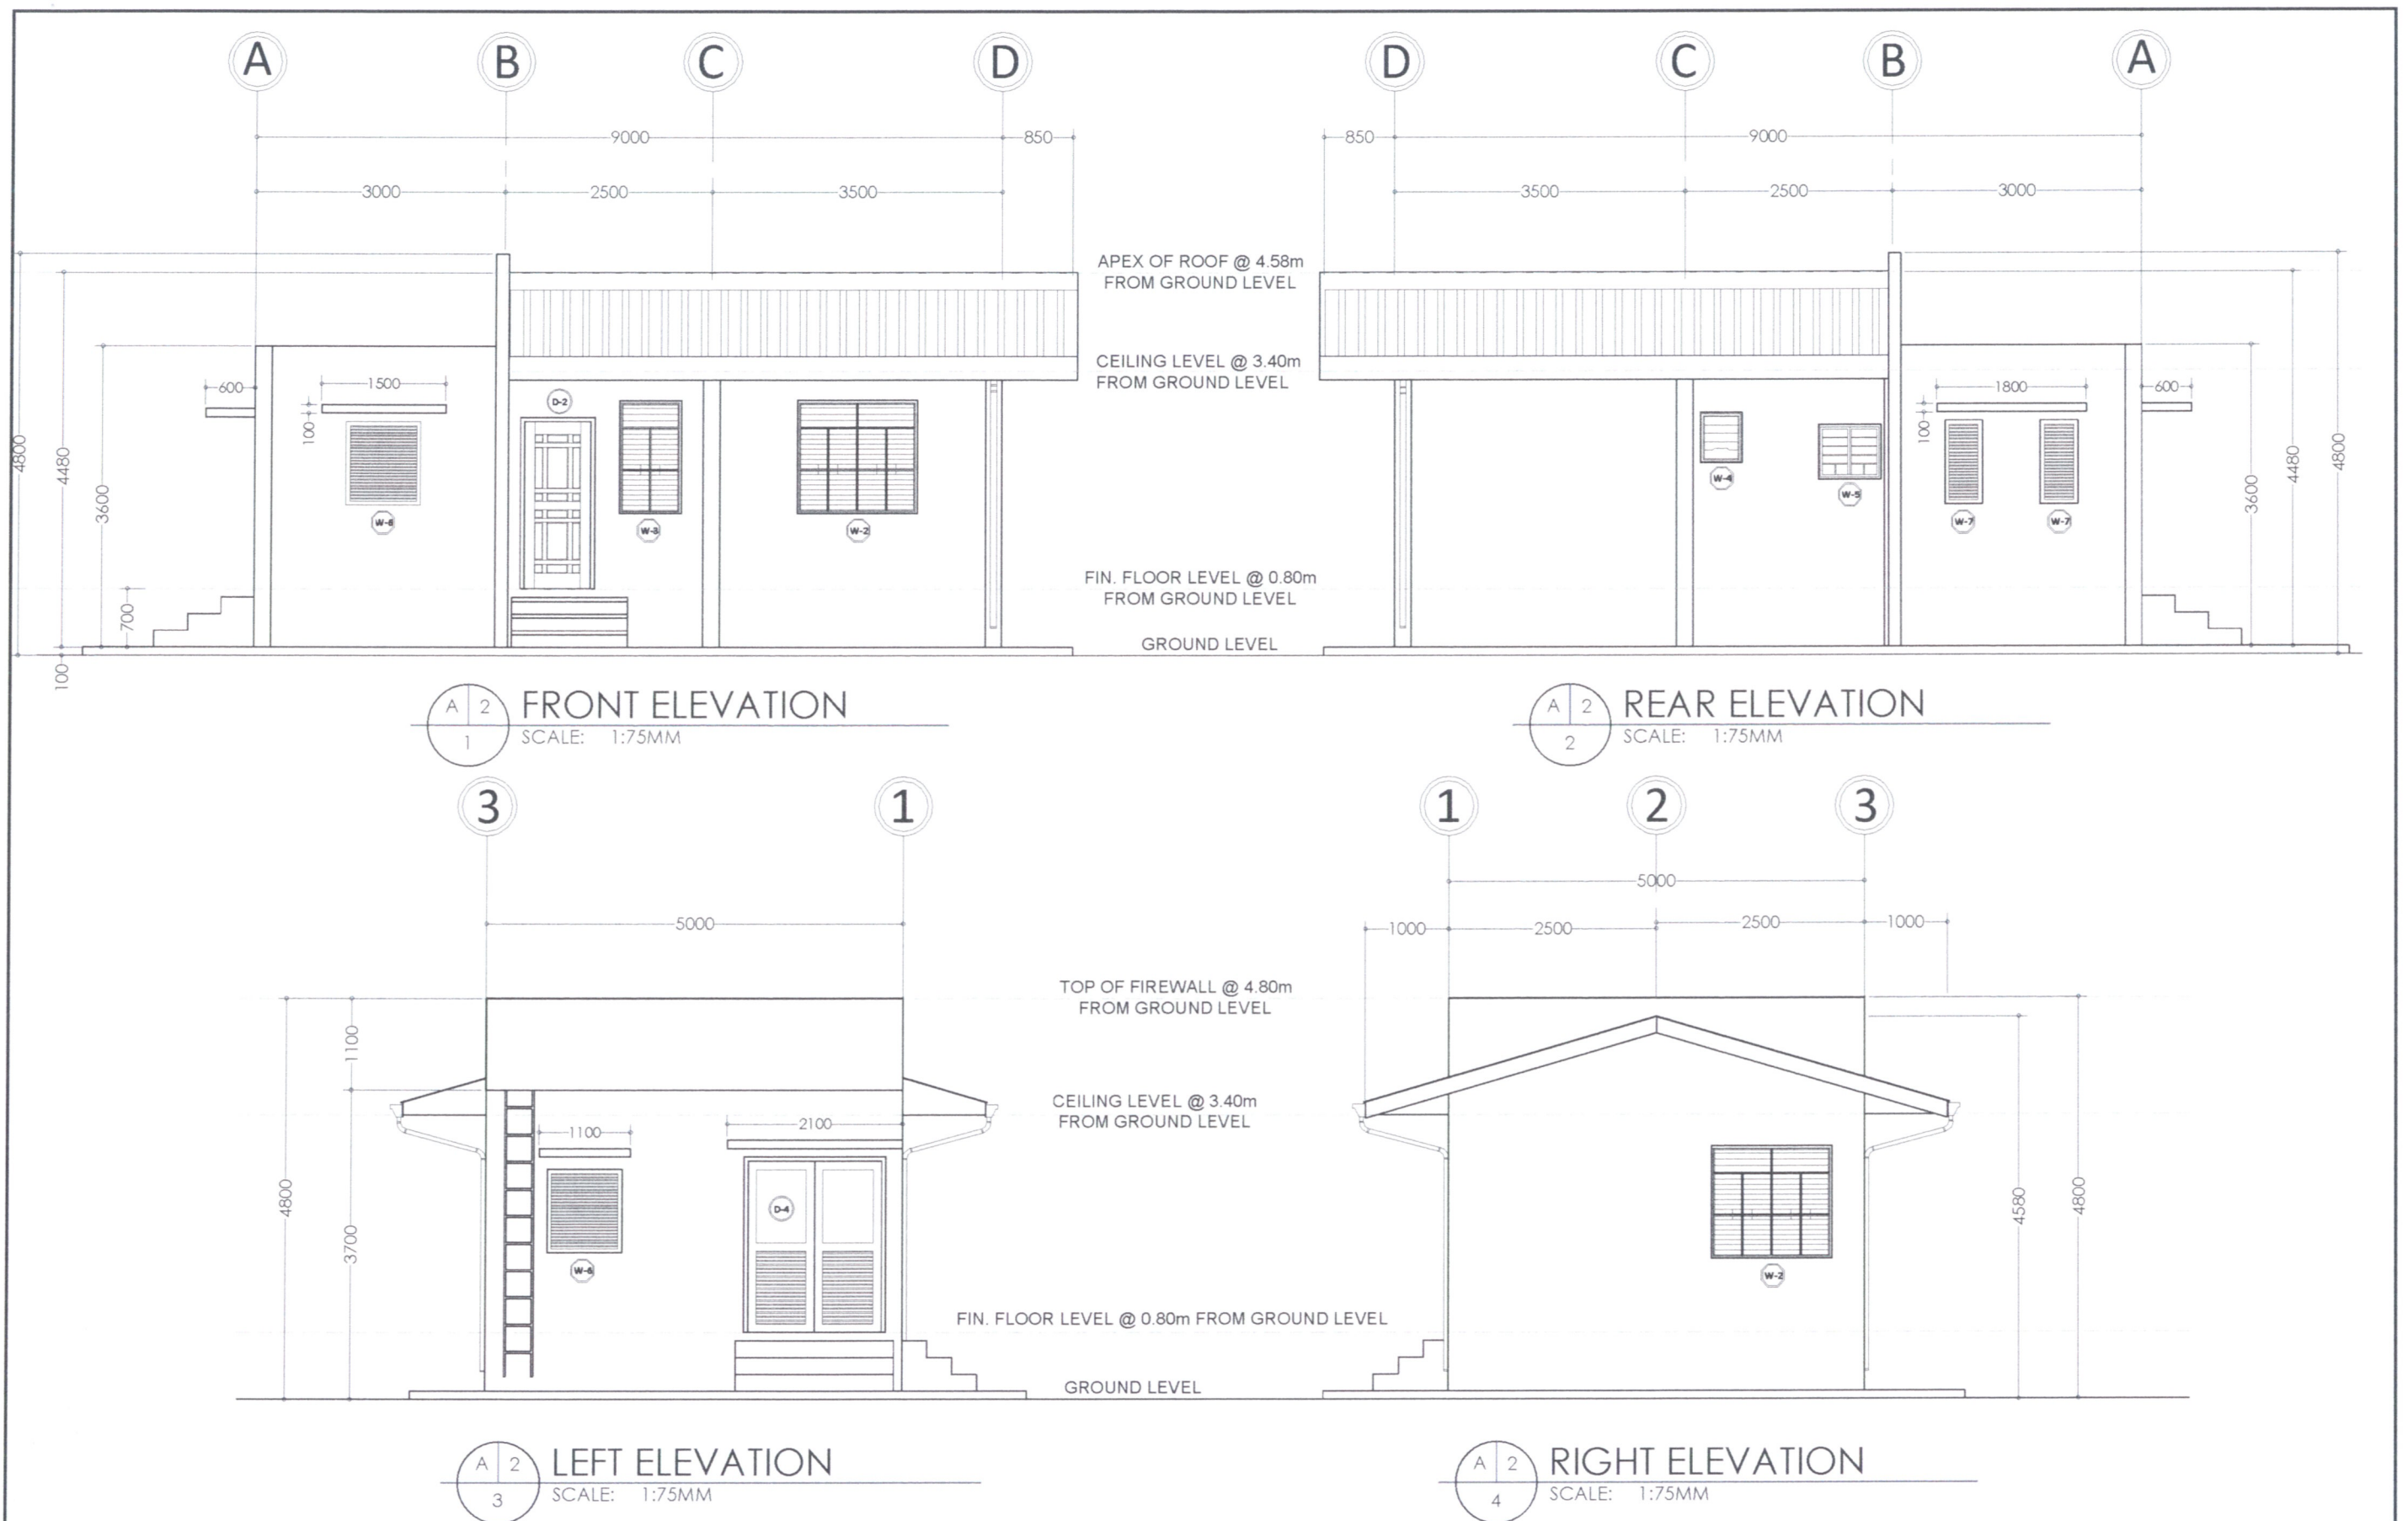 A
B
C
D
9000
850
3000
2500
3500
APEX OF ROOF @ 4.58m
FROM GROUND LEVEL
CEILING LEVEL @ 3.40m
FROM GROUND LEVEL
FIN. FLOOR LEVEL @ 0.80m
FROM GROUND LEVEL
GROUND LEVEL
4800
4480
3600
700
100
600
1500
100
D-2
W-3
W-2
A 2
1
FRONT ELEVATION
SCALE: 1:75MM
D
C
B
A
850
9000
3500
2500
3000
1800
600
100
W-4
W-5
W-7
W-7
3600
4480
4800
A 2
2
REAR ELEVATION
SCALE: 1:75MM
3
1
5000
1100
4800
3700
1100
2100
D-4
W-6
TOP OF FIREWALL @ 4.80m
FROM GROUND LEVEL
CEILING LEVEL @ 3.40m
FROM GROUND LEVEL
FIN. FLOOR LEVEL @ 0.80m FROM GROUND LEVEL
GROUND LEVEL
A 2
3
LEFT ELEVATION
SCALE: 1:75MM
1
2
3
5000
1000
2500
2500
1000
W-2
4580
4800
A 2
4
RIGHT ELEVATION
SCALE: 1:75MM